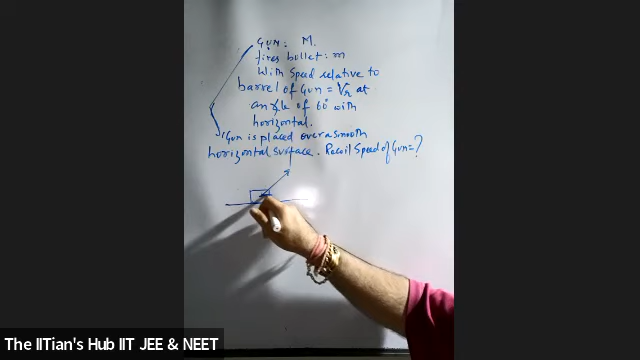 Gun: M.
fires bullet: m
With Speed relative to
barrel of Gun = Vr at
angle of 60° with
horizontal.
Gun is placed over a smooth
horizontal surface. Recoil Speed of Gun = ?
The IITian's Hub IIT JEE & NEET